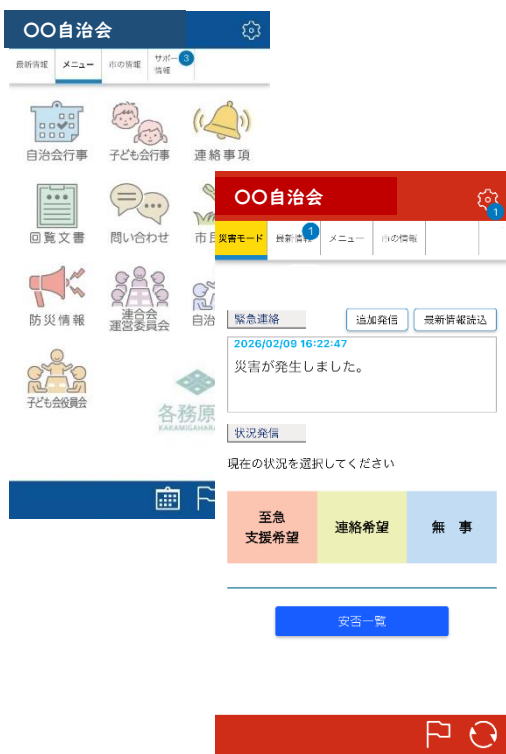 〇〇自治会
最新情報
メニュー
市の情報
サポー
情報
3
自治会行事
子ども会行事
連絡事項
回覧文書
問い合わせ
防災情報
連合会
運営委員会
自治
子ども会役員会
各務原
KAKAMIGAHARA
〇〇自治会
1
災害モード
最新情報
1
メニュー
市の情報
緊急連絡
追加発信
最新情報読込
2026/02/09 16:22:47
災害が発生しました。
状況発信
現在の状況を選択してください
至急
支援希望
連絡希望
無　事
安否一覧